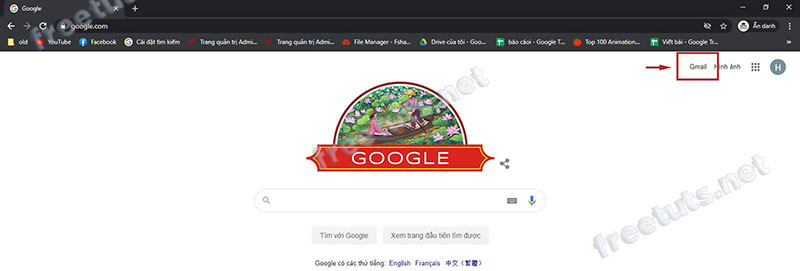 Google
google.com
Ẩn danh
old YouTube Facebook Cài đặt tìm kiếm Trang quản trị Admi... Trang quản trị Admi... File Manager - Fsha... Drive của tôi - Goo... báo cáoi - Google T... Top 100 Animation... Viết bài - Google Tr... »
Gmail Hình ảnh H
GOOGLE
Tìm với Google Xem trang đầu tiên tìm được
Google có các thứ tiếng: English Français 中文 (繁體)
freetuts.net
freetuts.net
freetuts.net